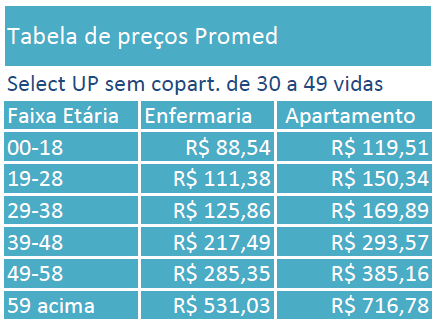 Tabela de preços Promed
Select UP sem copart. de 30 a 49 vidas
Faixa Etária Enfermaria Apartamento
00-18 R$ 88,54 R$ 119,51
19-28 R$ 111,38 R$ 150,34
29-38 R$ 125,86 R$ 169,89
39-48 R$ 217,49 R$ 293,57
49-58 R$ 285,35 R$ 385,16
59 acima R$ 531,03 R$ 716,78